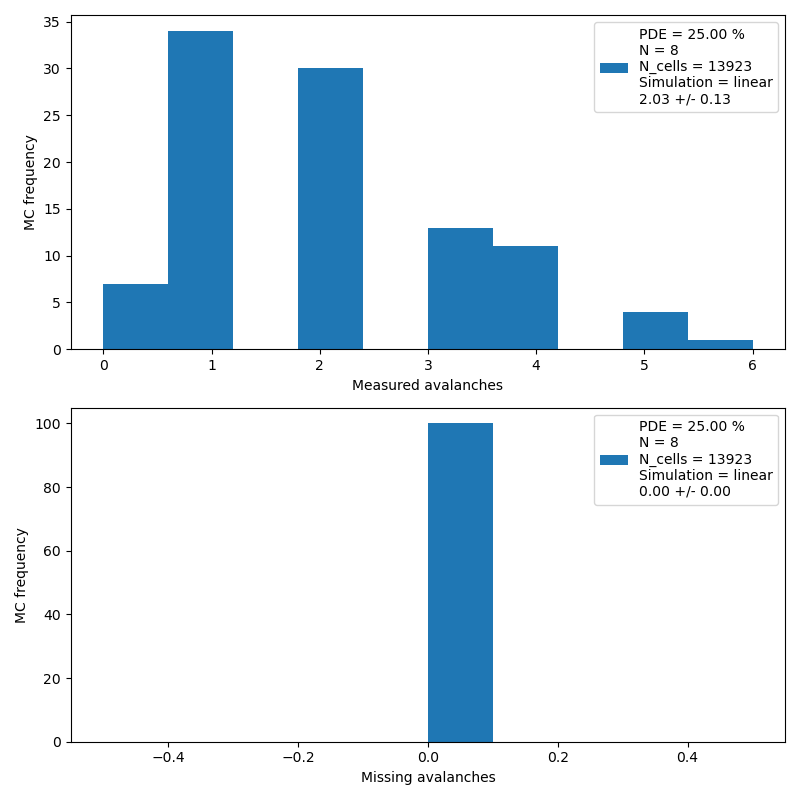 35
30
25
20
15
10
5
0
MC frequency
PDE = 25.00 %
N = 8
N_cells = 13923
Simulation = linear
2.03 +/- 0.13
0 1 2 3 4 5 6
Measured avalanches
100
80
60
40
20
0
MC frequency
PDE = 25.00 %
N = 8
N_cells = 13923
Simulation = linear
0.00 +/- 0.00
−0.4 −0.2 0.0 0.2 0.4
Missing avalanches